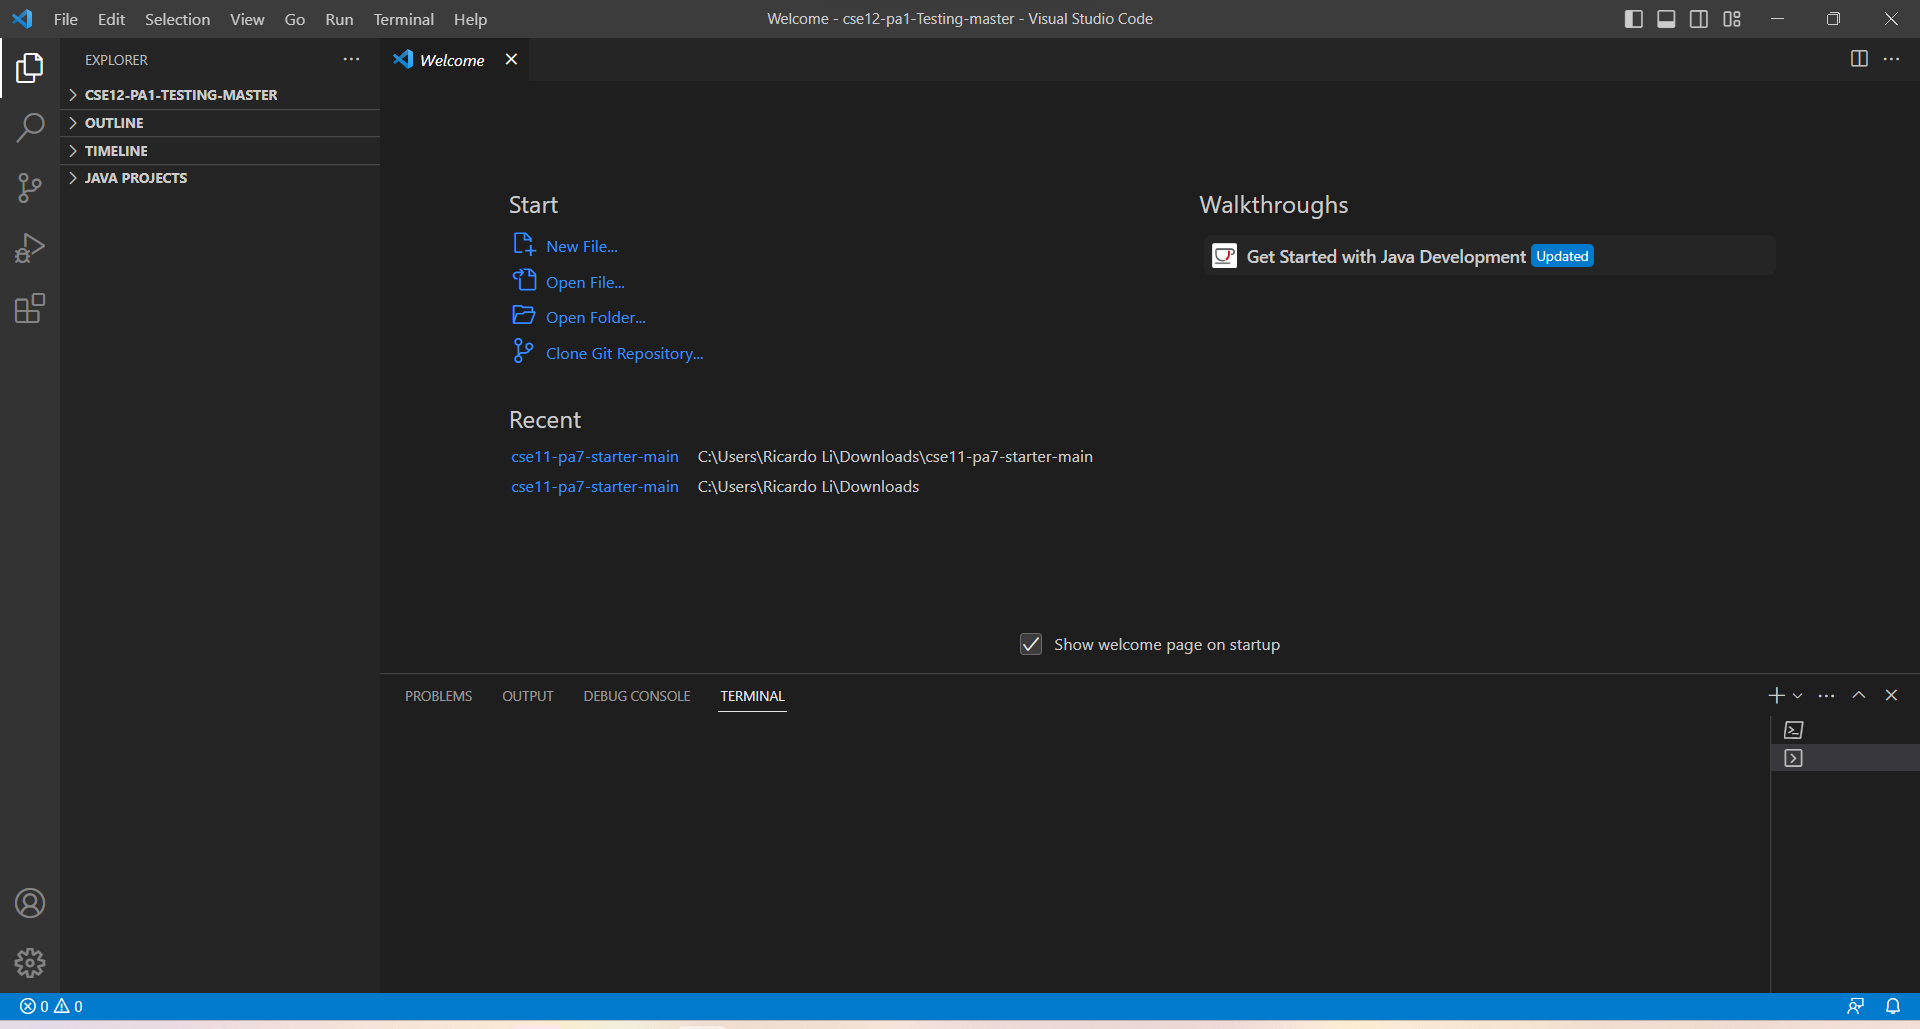 File Edit Selection View Go Run Terminal Help
Welcome - cse12-pa1-Testing-master - Visual Studio Code
EXPLORER
CSE12-PA1-TESTING-MASTER
OUTLINE
TIMELINE
JAVA PROJECTS
Welcome
Start
New File...
Open File...
Open Folder...
Clone Git Repository...
Recent
cse11-pa7-starter-main C:\Users\Ricardo Li\Downloads\cse11-pa7-starter-main
cse11-pa7-starter-main C:\Users\Ricardo Li\Downloads
Walkthroughs
Get Started with Java Development Updated
Show welcome page on startup
PROBLEMS OUTPUT DEBUG CONSOLE TERMINAL
0 0